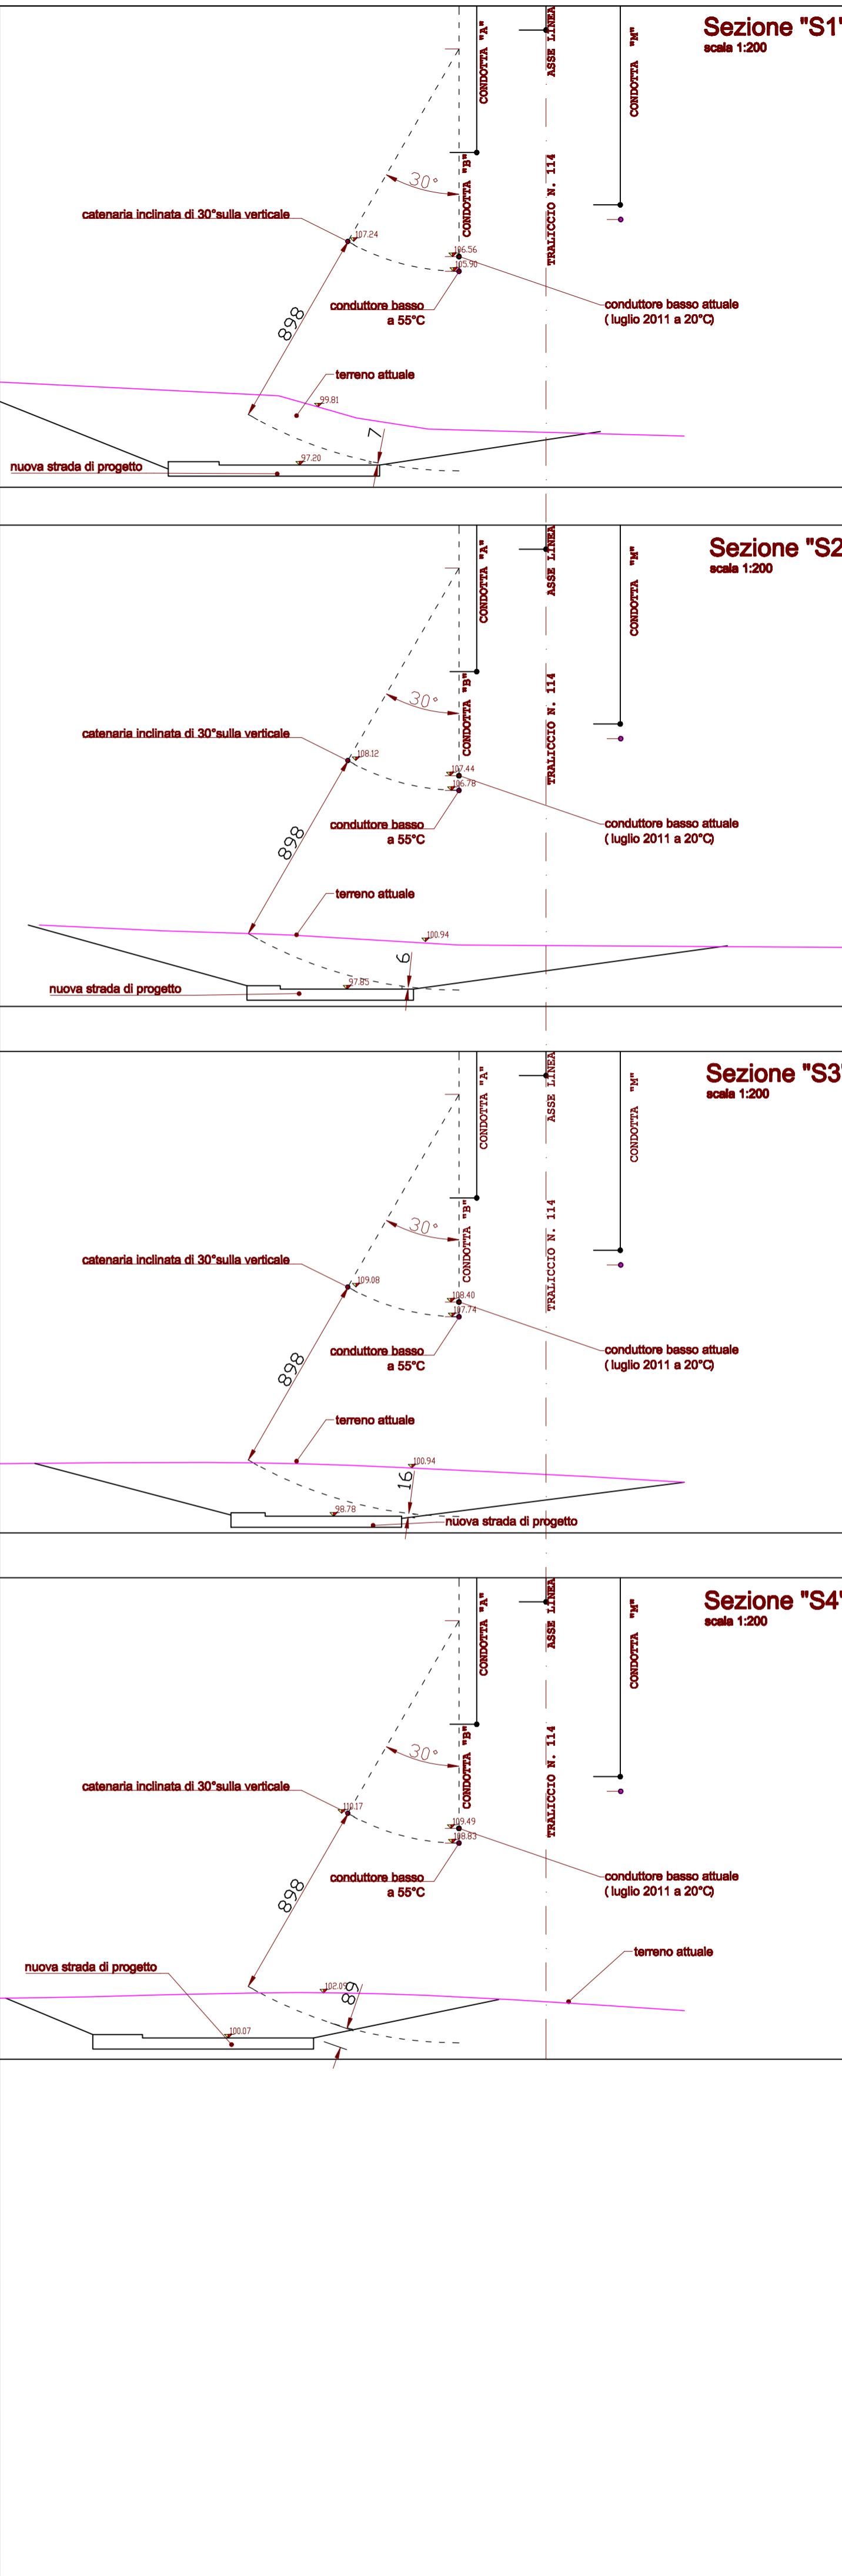 Sezione "S1"
scala 1:200
CONDOTTA "A"
ASSE LINEA
CONDOTTA "M"
CONDOTTA "B"
TRALICCIO N. 114
30°
catenaria inclinata di 30°sulla verticale
107.24
106.56
105.90
conduttore basso
a 55°C
conduttore basso attuale
( luglio 2011 a 20°C)
898
terreno attuale
99.81
7
97.20
nuova strada di progetto
Sezione "S2
scala 1:200
CONDOTTA "A"
ASSE LINEA
CONDOTTA "M"
CONDOTTA "B"
TRALICCIO N. 114
30°
catenaria inclinata di 30°sulla verticale
108.12
107.44
106.78
conduttore basso
a 55°C
conduttore basso attuale
( luglio 2011 a 20°C)
898
terreno attuale
100.94
6
97.85
nuova strada di progetto
Sezione "S3"
scala 1:200
CONDOTTA "A"
ASSE LINEA
CONDOTTA "M"
CONDOTTA "B"
TRALICCIO N. 114
30°
catenaria inclinata di 30°sulla verticale
109.08
108.40
107.74
conduttore basso
a 55°C
conduttore basso attuale
( luglio 2011 a 20°C)
898
terreno attuale
100.94
16
98.78
nuova strada di progetto
Sezione "S4"
scala 1:200
CONDOTTA "A"
ASSE LINEA
CONDOTTA "M"
CONDOTTA "B"
TRALICCIO N. 114
30°
catenaria inclinata di 30°sulla verticale
110.17
109.49
108.83
conduttore basso
a 55°C
conduttore basso attuale
( luglio 2011 a 20°C)
898
terreno attuale
nuova strada di progetto
102.09
89
100.07